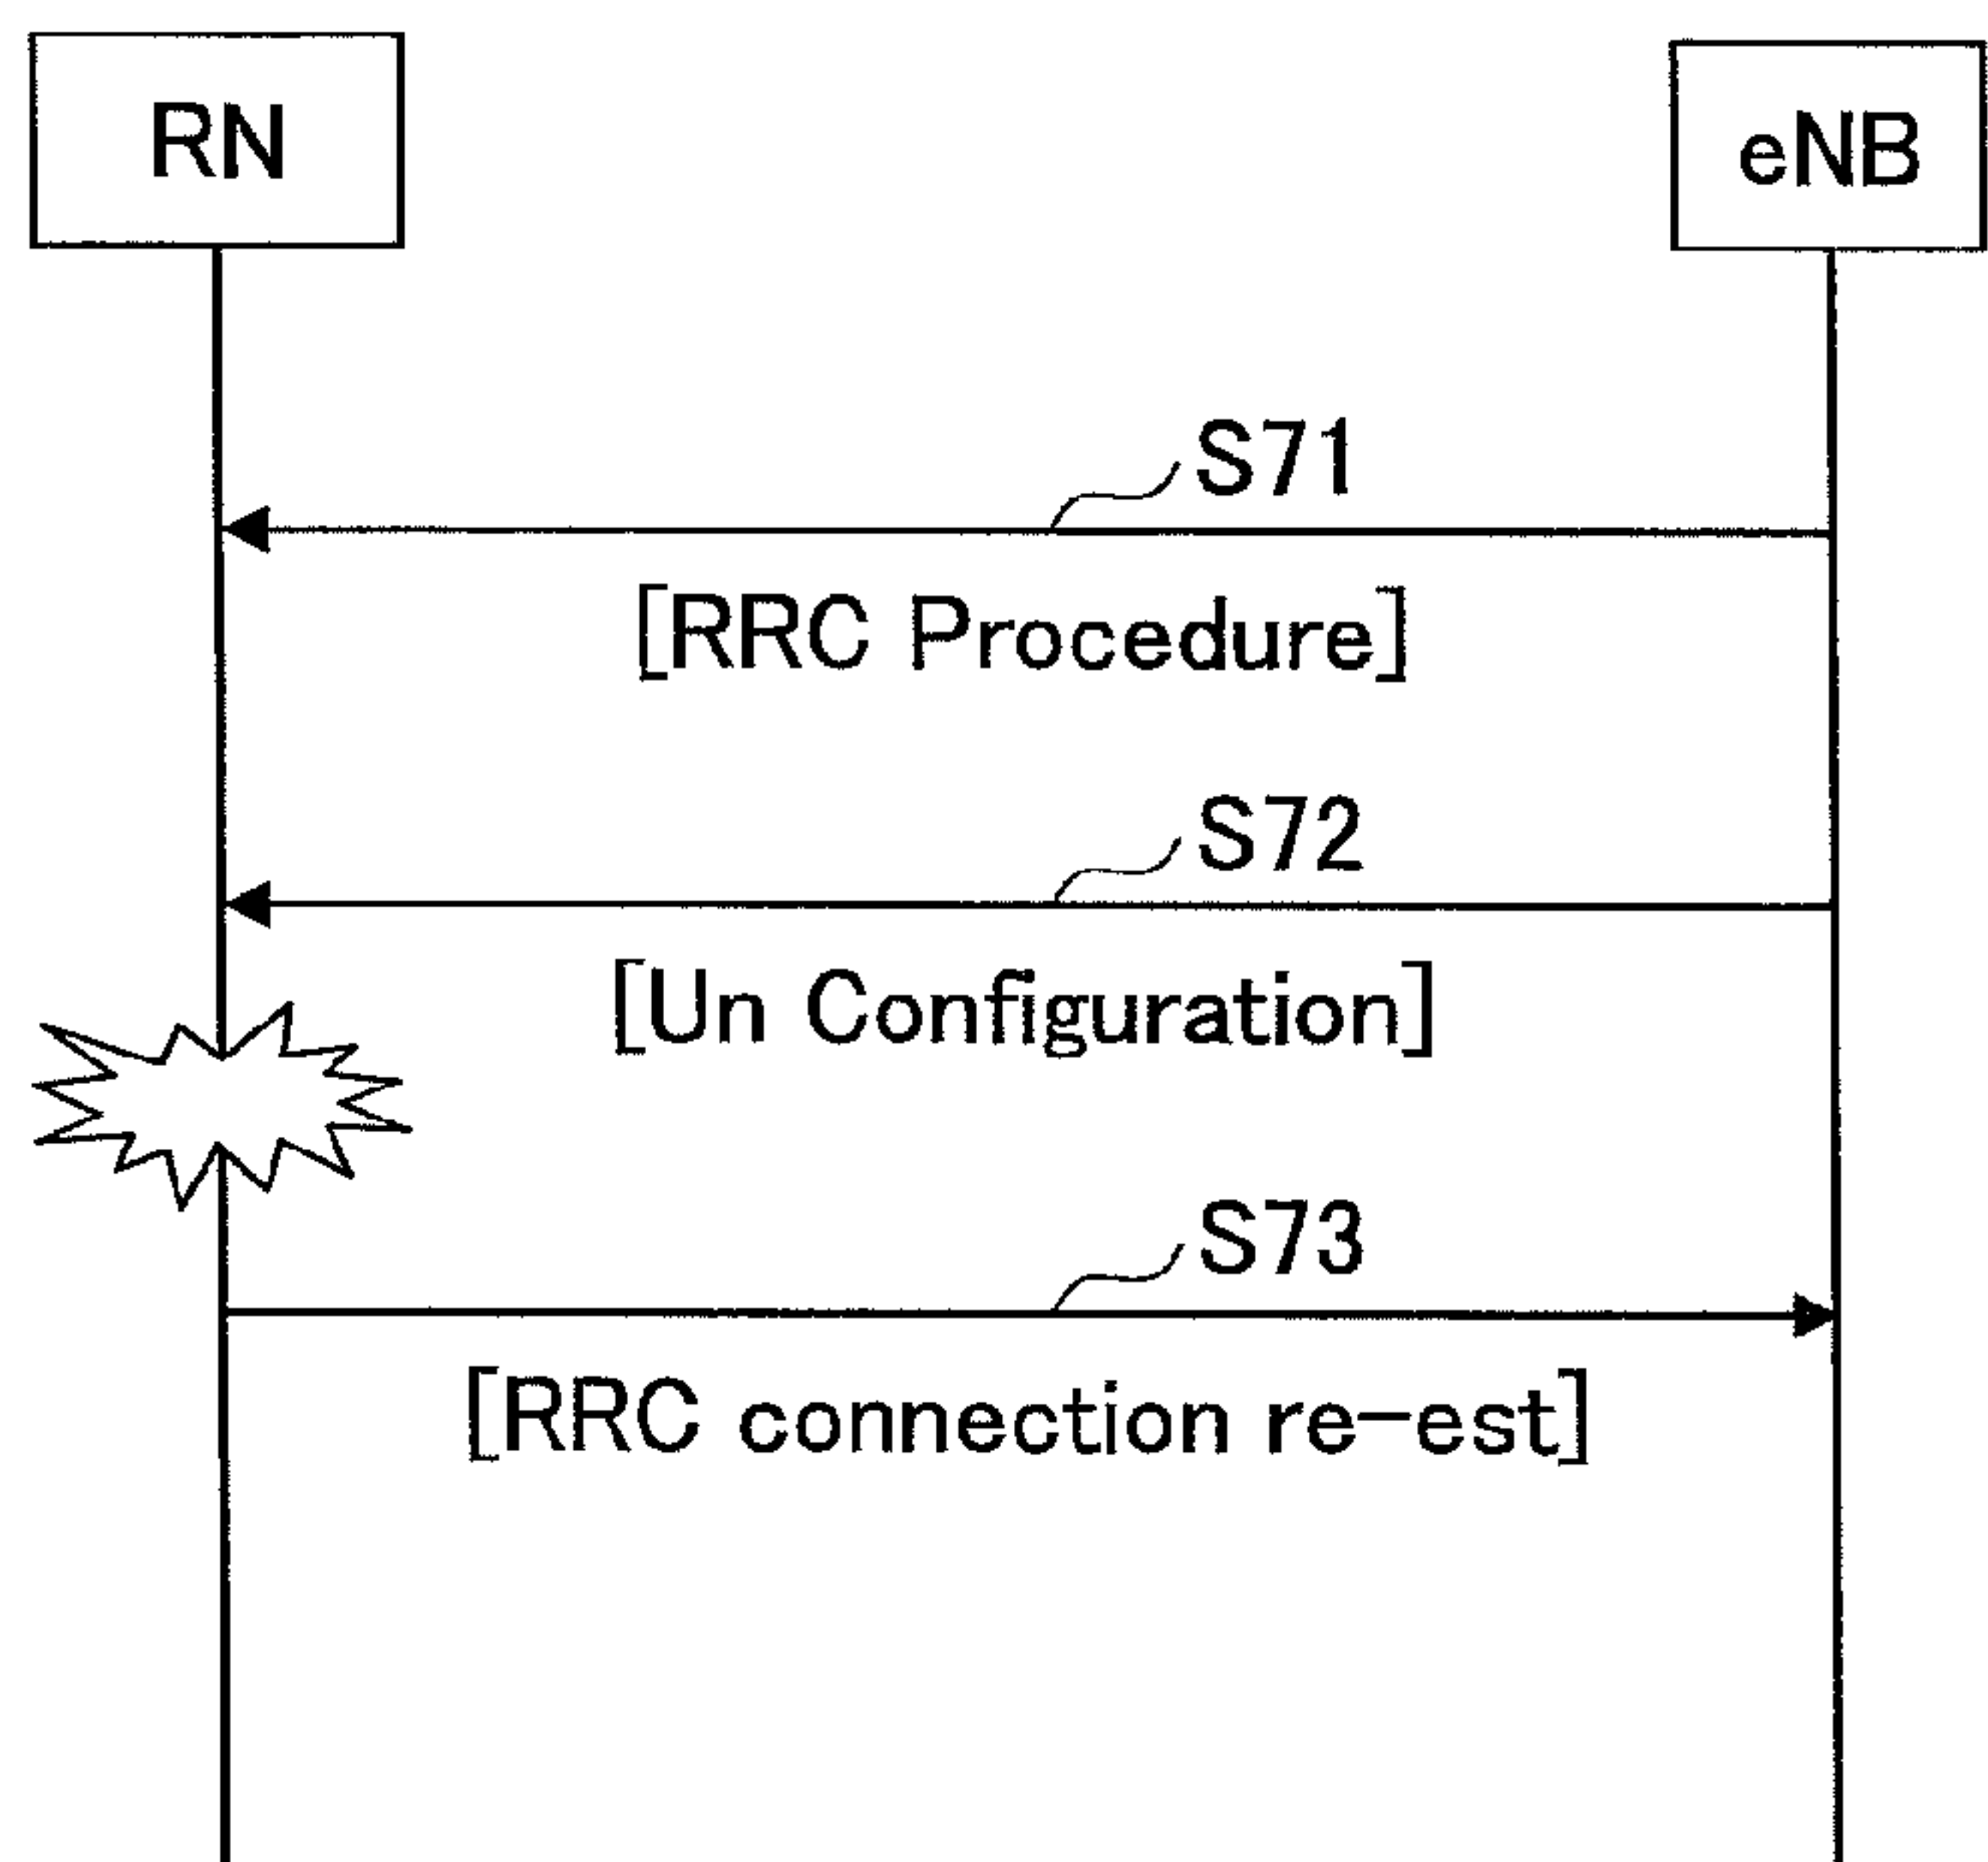 RN
eNB
S71
[RRC Procedure]
S72
[Un Configuration]
S73
[RRC connection re-est]